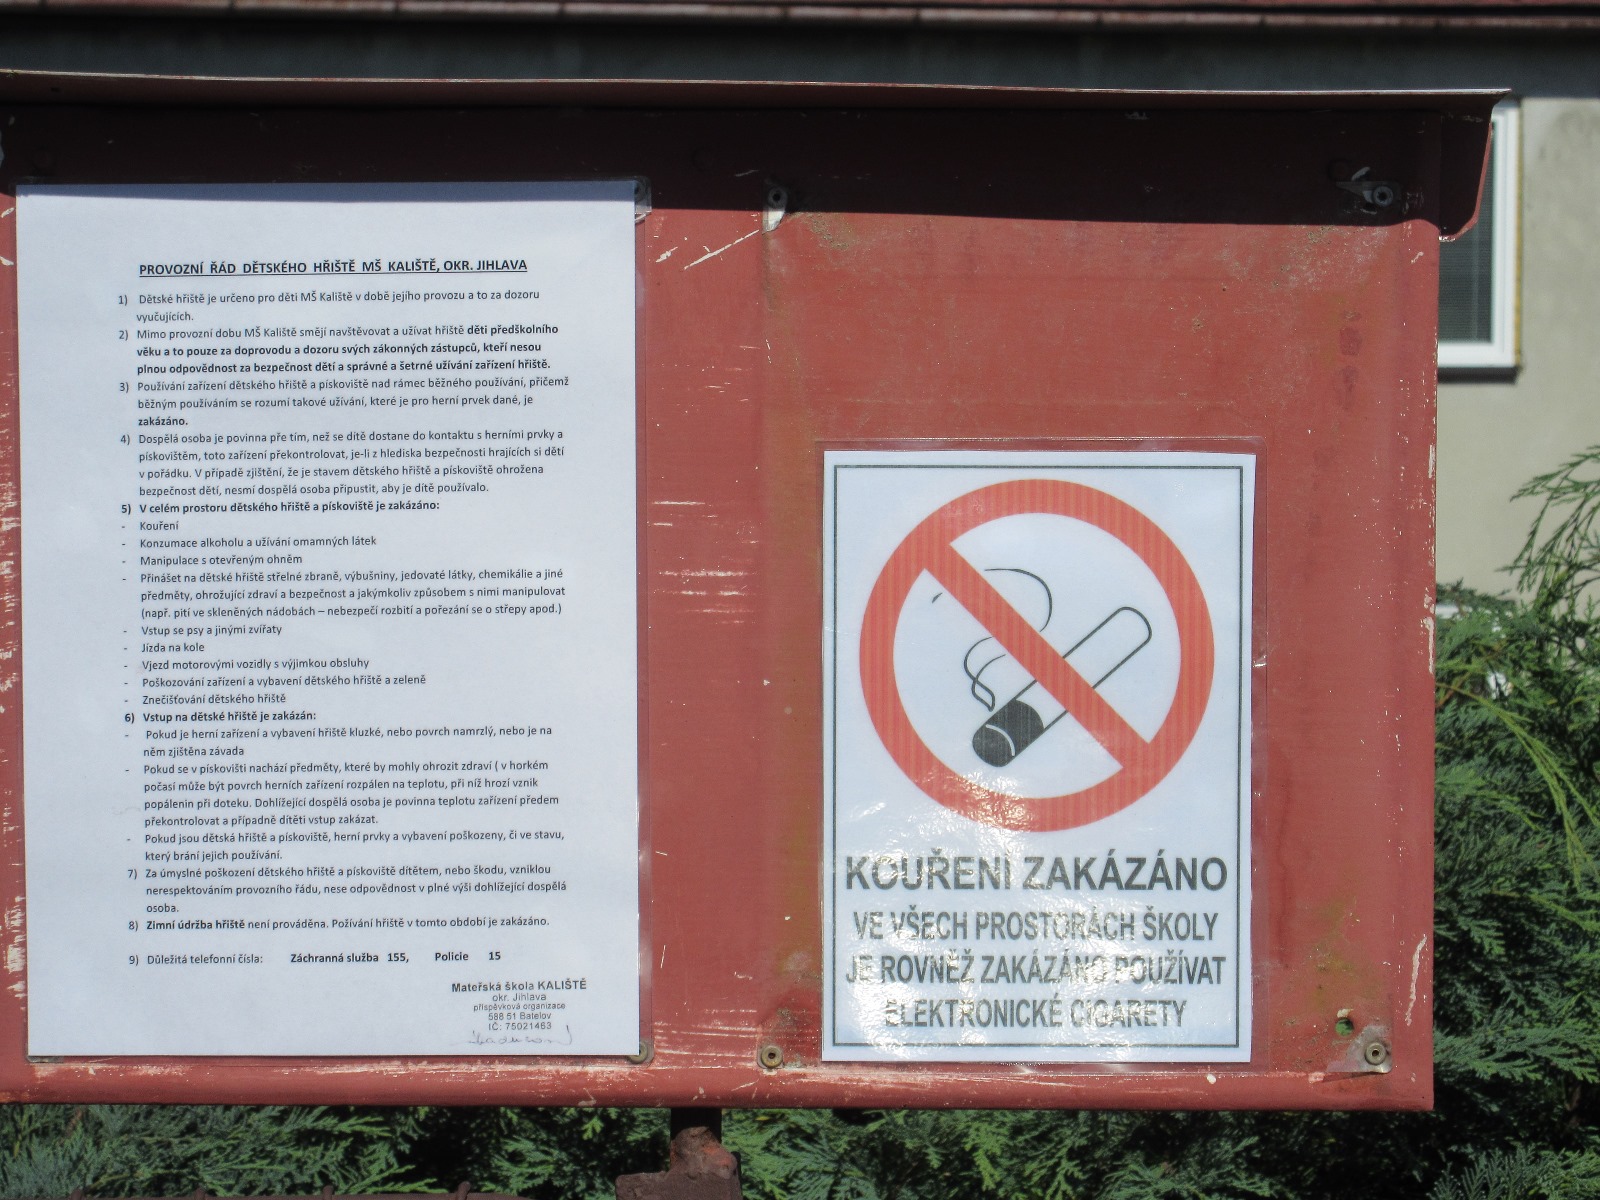 PROVOZNÍ ŘÁD DĚTSKÉHO HŘIŠTĚ MŠ KALIŠTĚ, OKR. JIHLAVA
1) Dětské hřiště je určeno pro děti MŠ Kaliště v době jejího provozu a to za dozoru
vyučujících.
2) Mimo provozní dobu MŠ Kaliště smějí navštěvovat a užívat hřiště děti předškolního
věku a to pouze za doprovodu a dozoru svých zákonných zástupců, kteří nesou
plnou odpovědnost za bezpečnost dětí a správné a šetrné užívání zařízení hřiště.
3) Používání zařízení dětského hřiště a pískoviště nad rámec běžného používání, přičemž
běžným používáním se rozumí takové užívání, které je pro herní prvek dané, je
zakázáno.
4) Dospělá osoba je povinna pře tím, než se dítě dostane do kontaktu s herními prvky a
pískovištěm, toto zařízení překontrolovat, je-li z hlediska bezpečnosti hrajících si dětí
v pořádku. V případě zjištění, že je stavem dětského hřiště a pískoviště ohrožena
bezpečnost dětí, nesmí dospělá osoba připustit, aby je dítě používalo.
5) V celém prostoru dětského hřiště a pískoviště je zakázáno:
- Kouření
- Konzumace alkoholu a užívání omamných látek
- Manipulace s otevřeným ohněm
- Přinášet na dětské hřiště střelné zbraně, výbušniny, jedovaté látky, chemikálie a jiné
předměty, ohrožující zdraví a bezpečnost a jakýmkoliv způsobem s nimi manipulovat
(např. pití ve skleněných nádobách – nebezpečí rozbití a pořezání se o střepy apod.)
- Vstup se psy a jinými zvířaty
- Jízda na kole
- Vjezd motorovými vozidly s výjimkou obsluhy
- Poškozování zařízení a vybavení dětského hřiště a zeleně
- Znečišťování dětského hřiště
6) Vstup na dětské hřiště je zakázán:
- Pokud je herní zařízení a vybavení hřiště kluzké, nebo povrch namrzlý, nebo je na
něm zjištěna závada
- Pokud se v pískovišti nachází předměty, které by mohly ohrozit zdraví ( v horkém
počasí může být povrch herních zařízení rozpálen na teplotu, při níž hrozí vznik
popálenin při doteku. Dohlížející dospělá osoba je povinna teplotu zařízení předem
překontrolovat a případně dítěti vstup zakázat.
- Pokud jsou dětská hřiště a pískoviště, herní prvky a vybavení poškozeny, či ve stavu,
který brání jejich používání.
7) Za úmyslné poškození dětského hřiště a pískoviště dítětem, nebo škodu, vzniklou
nerespektováním provozního řádu, nese odpovědnost v plné výši dohlížející dospělá
osoba.
8) Zimní údržba hřiště není prováděna. Požívání hřiště v tomto období je zakázáno.
9) Důležitá telefonní čísla: Záchranná služba 155, Policie 15
Mateřská škola KALIŠTĚ
okr. Jihlava
příspěvková organizace
588 51 Batelov
IČ: 75021463
KOUŘENÍ ZAKÁZÁNO
VE VŠECH PROSTORÁCH ŠKOLY
JE ROVNĚŽ ZAKÁZÁNO POUŽÍVAT
ELEKTRONICKÉ CIGARETY